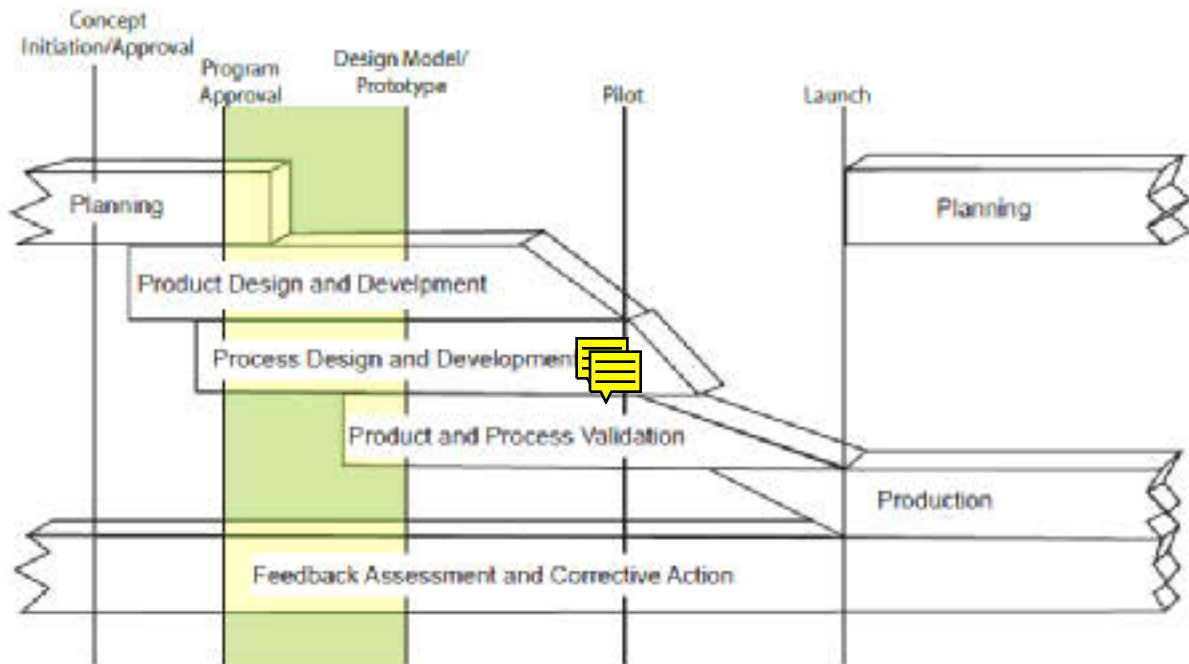 Concept
Initiation/Approval
Program
Approval
Design Model/
Prototype
Pilot
Launch
Planning
Planning
Product Design and Develpment
Process Design and Development
Product and Process Validation
Production
Feedback Assessment and Corrective Action